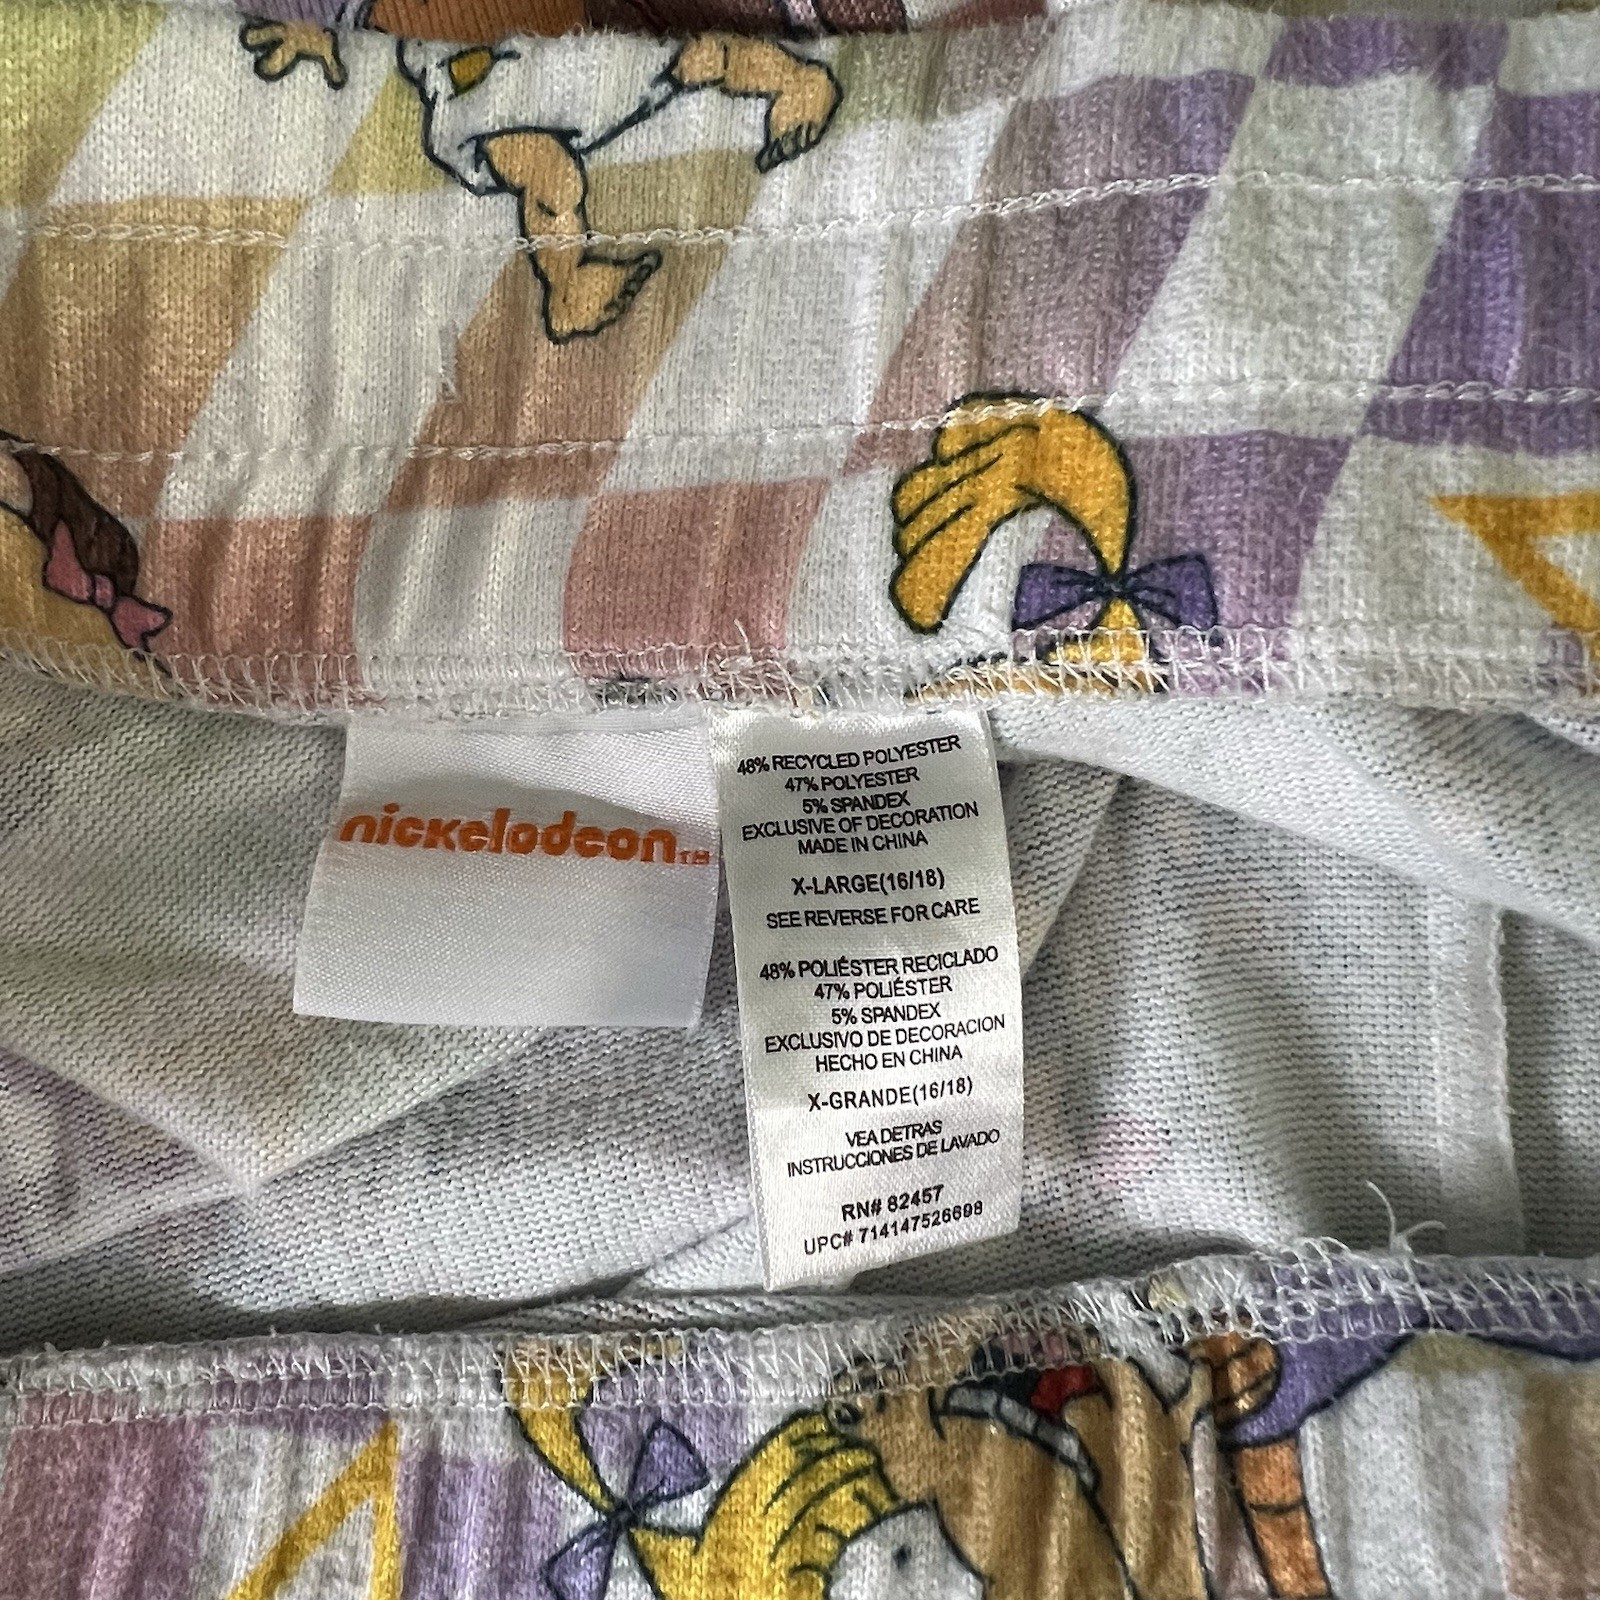 nickelodeon™
48% RECYCLED POLYESTER
47% POLYESTER
5% SPANDEX
EXCLUSIVE OF DECORATION
MADE IN CHINA
X-LARGE(16/18)
SEE REVERSE FOR CARE
48% POLIÉSTER RECICLADO
47% POLIÉSTER
5% SPANDEX
EXCLUSIVO DE DECORACION
HECHO EN CHINA
X-GRANDE(16/18)
VEA DETRAS
INSTRUCCIONES DE LAVADO
RN# 82457
UPC# 714147526698